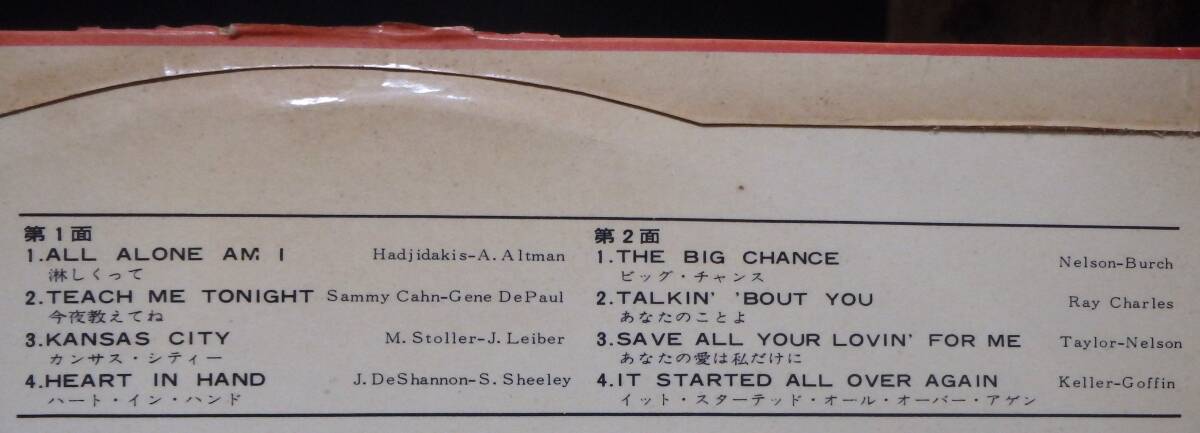 第1面
1.ALL ALONE AM I Hadjidakis-A. Altman
淋しくって
2.TEACH ME TONIGHT Sammy Cahn-Gene DePaul
今夜教えてね
3.KANSAS CITY M. Stoller-J. Leiber
カンサス・シティー
4.HEART IN HAND J. DeShannon-S. Sheeley
ハート・イン・ハンド
第2面
1.THE BIG CHANCE Nelson-Burch
ビッグ・チャンス
2.TALKIN' 'BOUT YOU Ray Charles
あなたのことよ
3.SAVE ALL YOUR LOVIN' FOR ME Taylor-Nelson
あなたの愛は私だけに
4.IT STARTED ALL OVER AGAIN Keller-Goffin
イット・スターテッド・オール・オーバー・アゲン